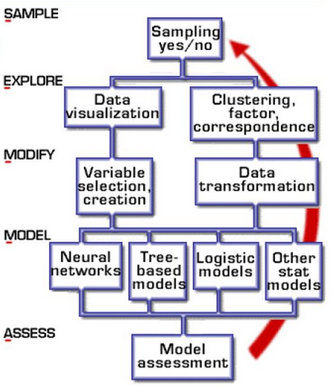 SAMPLE
Sampling
yes/no
EXPLORE
Data
visualization
Clustering,
factor,
correspondence
MODIFY
Variable
selection,
creation
Data
transformation
MODEL
Neural
networks
Tree-
based
models
Logistic
models
Other
stat
models
ASSESS
Model
assessment